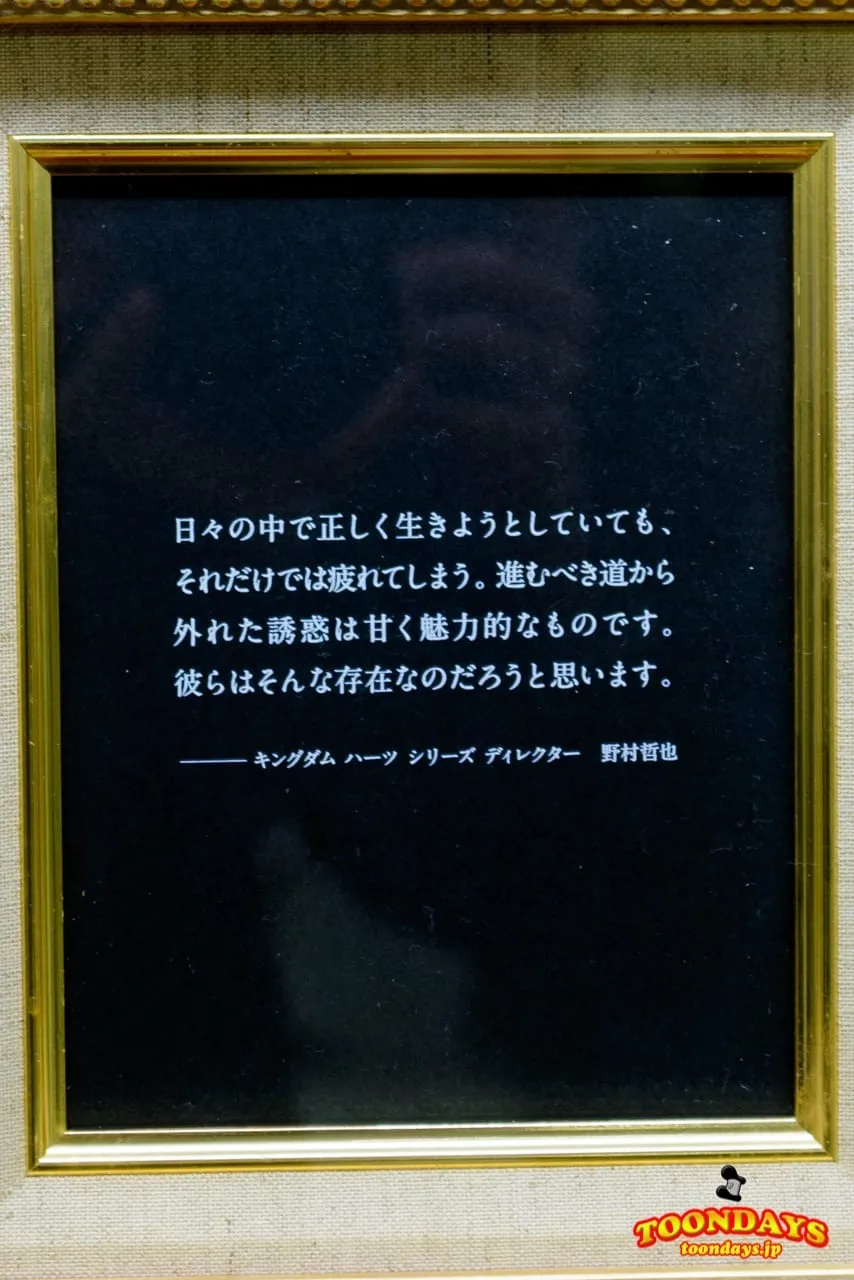 日々の中で正しく生きようとしていても、
それだけでは疲れてしまう。進むべき道から
外れた誘惑は甘く魅力的なものです。
彼らはそんな存在なのだろうと思います。
——— キングダム ハーツ シリーズ ディレクター　野村哲也
TOONDAYS
toondays.jp